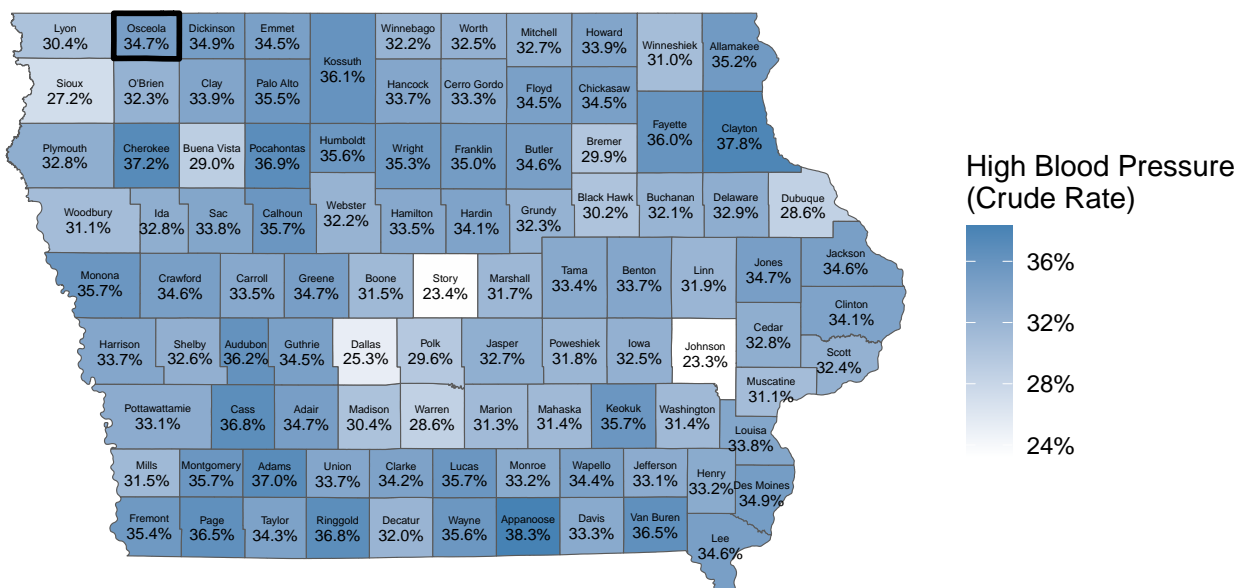 Lyon
30.4%
Osceola
34.7%
Dickinson
34.9%
Emmet
34.5%
Kossuth
36.1%
Winnebago
32.2%
Worth
32.5%
Mitchell
32.7%
Howard
33.9%
Winneshiek
31.0%
Allamakee
35.2%
Sioux
27.2%
O'Brien
32.3%
Clay
33.9%
Palo Alto
35.5%
Hancock
33.7%
Cerro Gordo
33.3%
Floyd
34.5%
Chickasaw
34.5%
Fayette
36.0%
Clayton
37.8%
Plymouth
32.8%
Cherokee
37.2%
Buena Vista
29.0%
Pocahontas
36.9%
Humboldt
35.6%
Wright
35.3%
Franklin
35.0%
Butler
34.6%
Bremer
29.9%
Woodbury
31.1%
Ida
32.8%
Sac
33.8%
Calhoun
35.7%
Webster
32.2%
Hamilton
33.5%
Hardin
34.1%
Grundy
32.3%
Black Hawk
30.2%
Buchanan
32.1%
Delaware
32.9%
Dubuque
28.6%
Monona
35.7%
Crawford
34.6%
Carroll
33.5%
Greene
34.7%
Boone
31.5%
Story
23.4%
Marshall
31.7%
Tama
33.4%
Benton
33.7%
Linn
31.9%
Jones
34.7%
Jackson
34.6%
Clinton
34.1%
Harrison
33.7%
Shelby
32.6%
Audubon
36.2%
Guthrie
34.5%
Dallas
25.3%
Polk
29.6%
Jasper
32.7%
Poweshiek
31.8%
Iowa
32.5%
Johnson
23.3%
Cedar
32.8%
Scott
32.4%
Muscatine
31.1%
Pottawattamie
33.1%
Cass
36.8%
Adair
34.7%
Madison
30.4%
Warren
28.6%
Marion
31.3%
Mahaska
31.4%
Keokuk
35.7%
Washington
31.4%
Louisa
33.8%
Mills
31.5%
Montgomery
35.7%
Adams
37.0%
Union
33.7%
Clarke
34.2%
Lucas
35.7%
Monroe
33.2%
Wapello
34.4%
Jefferson
33.1%
Henry
33.2%
Des Moines
34.9%
Fremont
35.4%
Page
36.5%
Taylor
34.3%
Ringgold
36.8%
Decatur
32.0%
Wayne
35.6%
Appanoose
38.3%
Davis
33.3%
Van Buren
36.5%
Lee
34.6%
High Blood Pressure
(Crude Rate)
36%
32%
28%
24%